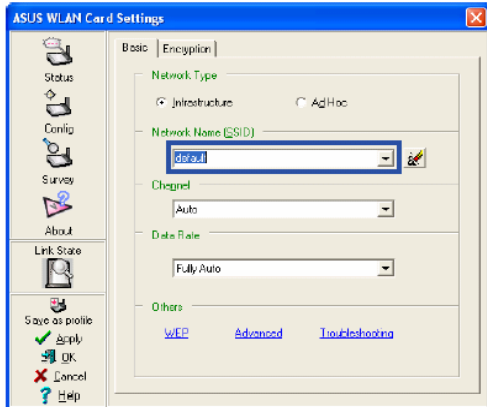 ASUS WLAN Card Settings
Status
Config
Survey
About
Link State
Save as profile
Apply
OK
Cancel
Help
Basic
Encryption
Network Type
Infrastructure
Ad Hoc
Network Name (SSID)
default
Channel
Auto
Data Rate
Fully Auto
Others
WEP
Advanced
Troubleshooting